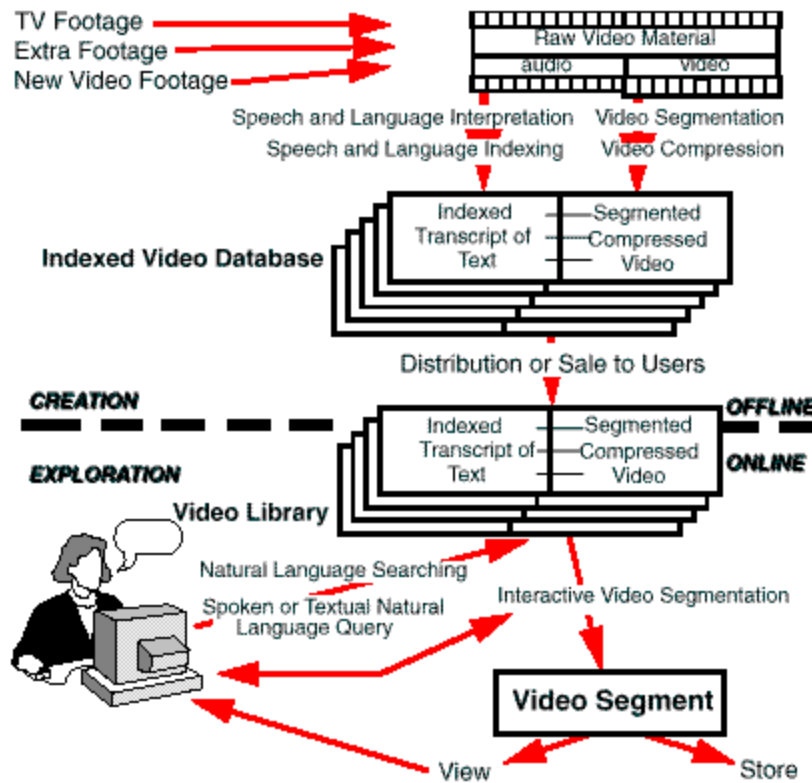 TV Footage
Extra Footage
New Video Footage
Raw Video Material
audio
video
Speech and Language Interpretation
Video Segmentation
Speech and Language Indexing
Video Compression
Indexed Video Database
Indexed
Transcript of
Text
Segmented
Compressed
Video
Distribution or Sale to Users
CREATION
OFFLINE
EXPLORATION
ONLINE
Indexed
Transcript of
Text
Segmented
Compressed
Video
Video Library
Natural Language Searching
Spoken or Textual Natural
Language Query
Interactive Video Segmentation
Video Segment
View
Store